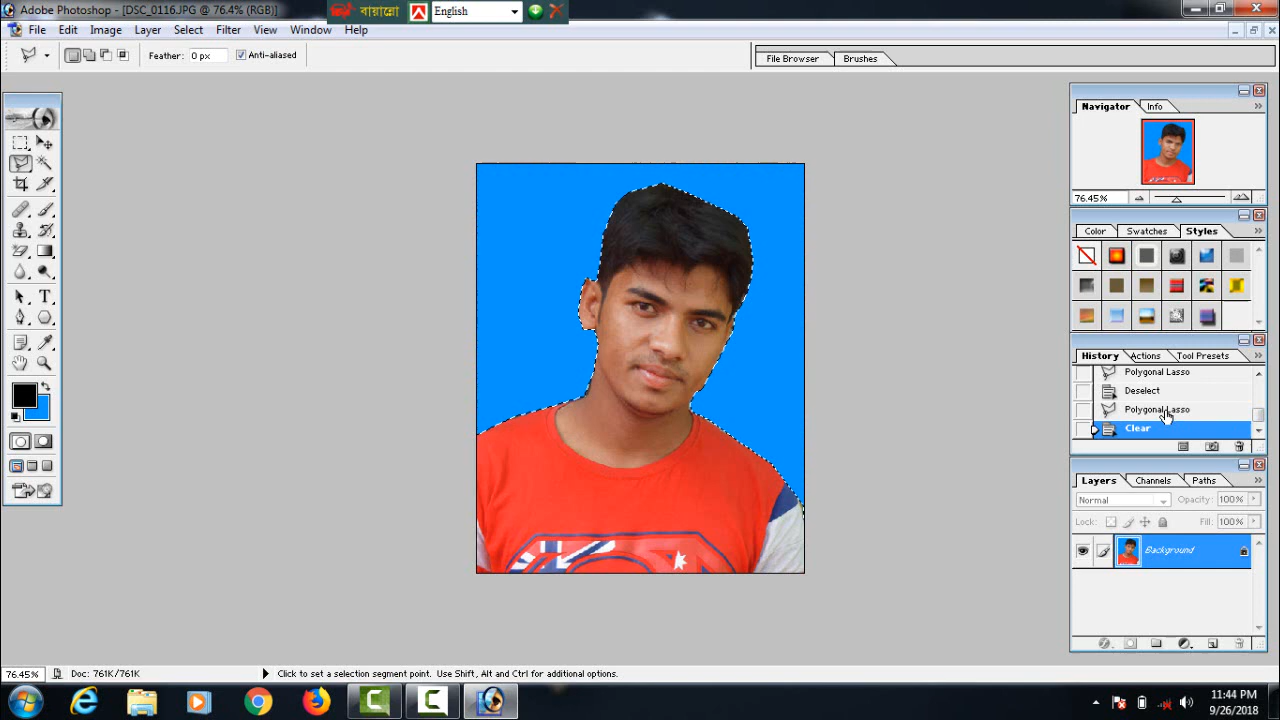 Adobe Photoshop - [DSC_0116.JPG @ 76.4% (RGB)]
বায়ান্নো English
File Edit Image Layer Select Filter View Window Help
Feather: 0 px Anti-aliased File Browser Brushes
Navigator Info
76.45%
Color Swatches Styles
History Actions Tool Presets
Polygonal Lasso
Deselect
Polygonal Lasso
Clear
Layers Channels Paths
Normal Opacity: 100%
Lock: Fill: 100%
Background
76.45% Doc: 761K/761K Click to set a selection segment point. Use Shift, Alt and Ctrl for additional options.
11:44 PM
9/26/2018